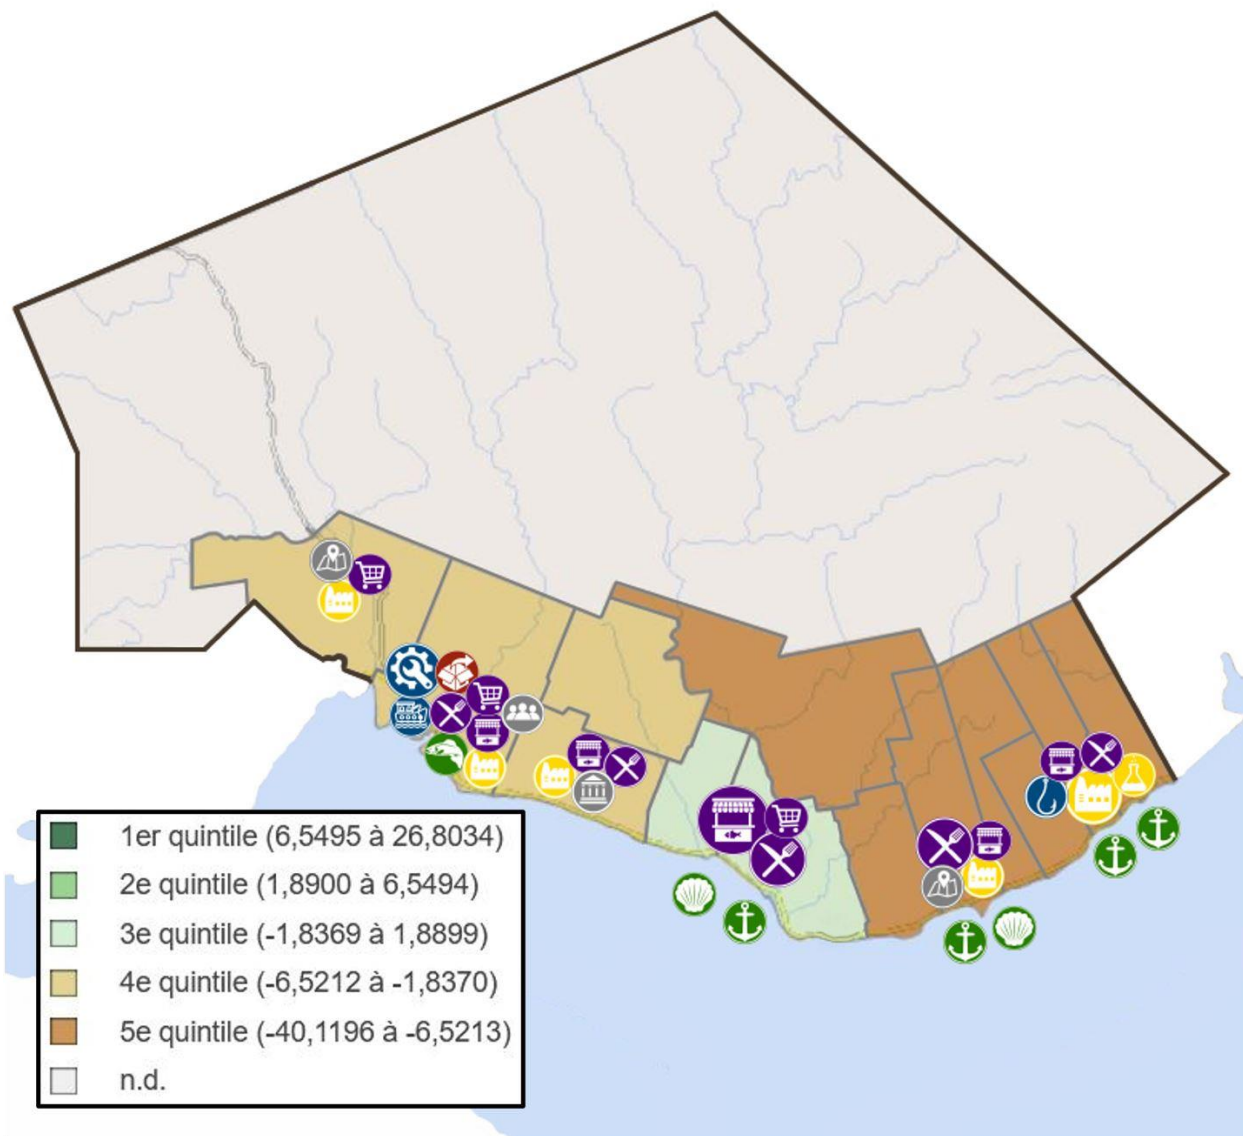 1er quintile (6,5495 à 26,8034)
2e quintile (1,8900 à 6,5494)
3e quintile (-1,8369 à 1,8899)
4e quintile (-6,5212 à -1,8370)
5e quintile (-40,1196 à -6,5213)
n.d.